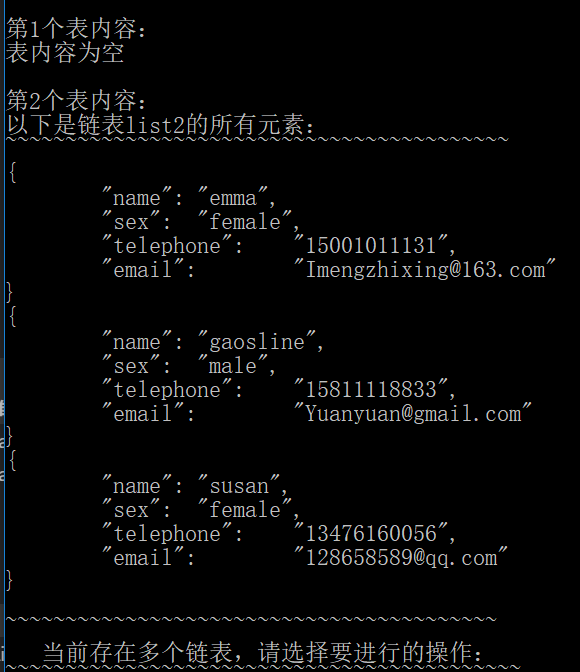 第1个表内容：
表内容为空
第2个表内容：
以下是链表list2的所有元素：
~~~~~~~~~~~~~~~~~~~~~~~~~~~~~~~~~~~~~~~~~~
{
"name": "emma",
"sex": "female",
"telephone": "15001011131",
"email": "Imengzhixing@163.com"
}
{
"name": "gaosline",
"sex": "male",
"telephone": "15811118833",
"email": "Yuanyuan@gmail.com"
}
{
"name": "susan",
"sex": "female",
"telephone": "13476160056",
"email": "128658589@qq.com"
}
~~~~~~~~~~~~~~~~~~~~~~~~~~~~~~~~~~~~~~~~~
当前存在多个链表，请选择要进行的操作：
~~~~~~~~~~~~~~~~~~~~~~~~~~~~~~~~~~~~~~~~~~~